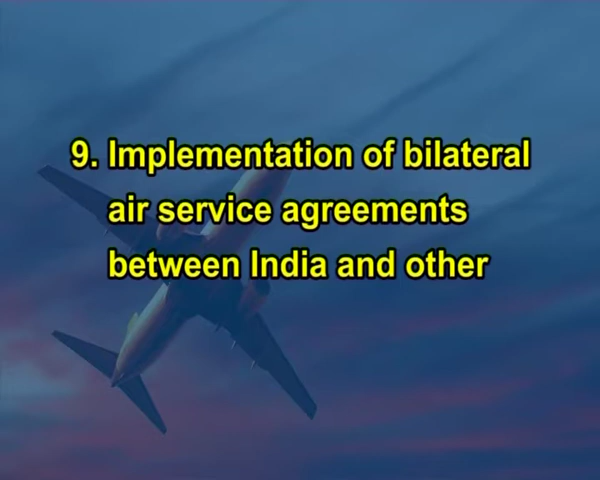 9. Implementation of bilateral
air service agreements
between India and other